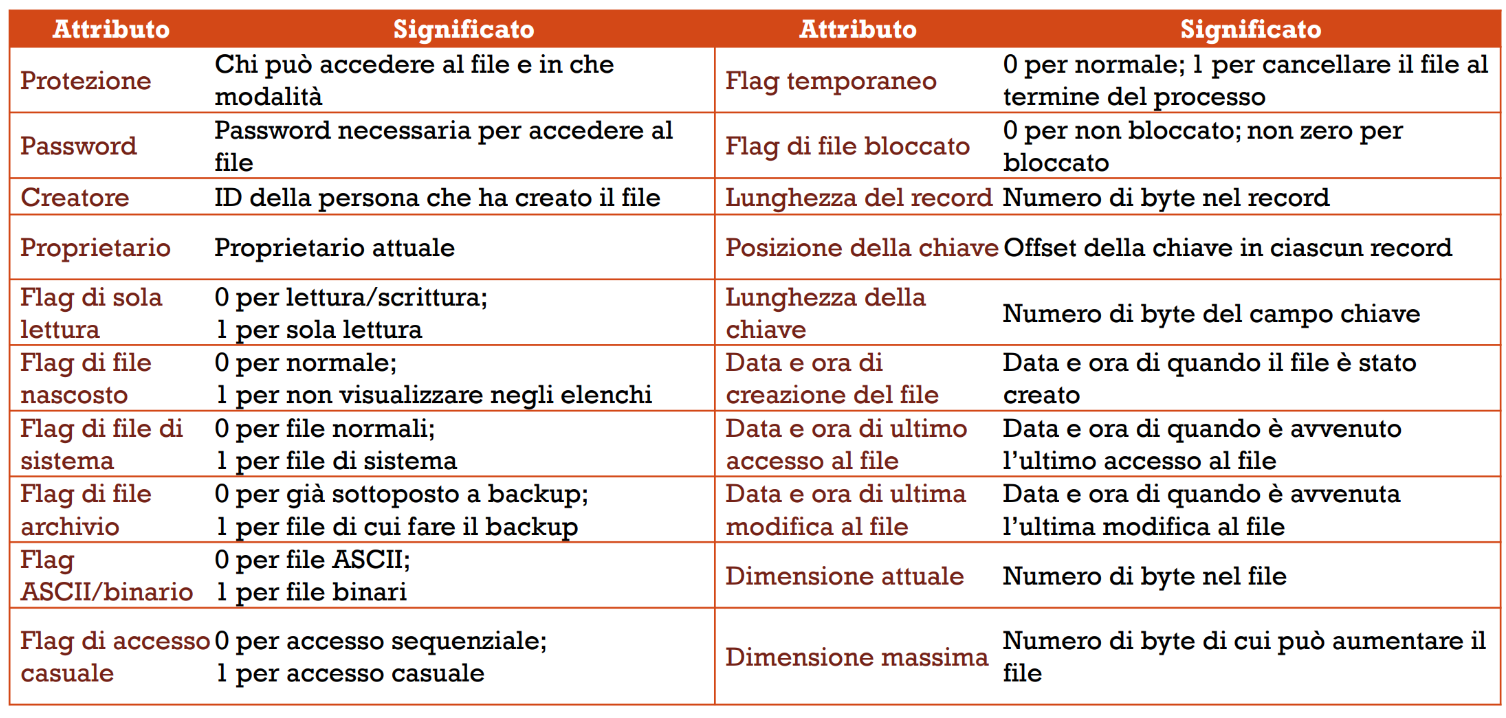 Attributo Significato Attributo Significato
Protezione
Chi può accedere al file e in che
modalità
Flag temporaneo
0 per normale; 1 per cancellare il file al
termine del processo
Password
Password necessaria per accedere al
file
Flag di file bloccato
0 per non bloccato; non zero per
bloccato
Creatore
ID della persona che ha creato il file
Lunghezza del record
Numero di byte nel record
Proprietario
Proprietario attuale
Posizione della chiave
Offset della chiave in ciascun record
Flag di sola
lettura
0 per lettura/scrittura;
1 per sola lettura
Lunghezza della
chiave
Numero di byte del campo chiave
Flag di file
nascosto
0 per normale;
1 per non visualizzare negli elenchi
Data e ora di
creazione del file
Data e ora di quando il file è stato
creato
Flag di file di
sistema
0 per file normali;
1 per file di sistema
Data e ora di ultimo
accesso al file
Data e ora di quando è avvenuto
l’ultimo accesso al file
Flag di file
archivio
0 per già sottoposto a backup;
1 per file di cui fare il backup
Data e ora di ultima
modifica al file
Data e ora di quando è avvenuta
l’ultima modifica al file
Flag
ASCII/binario
0 per file ASCII;
1 per file binari
Dimensione attuale
Numero di byte nel file
Flag di accesso
casuale
0 per accesso sequenziale;
1 per accesso casuale
Dimensione massima
Numero di byte di cui può aumentare il
file